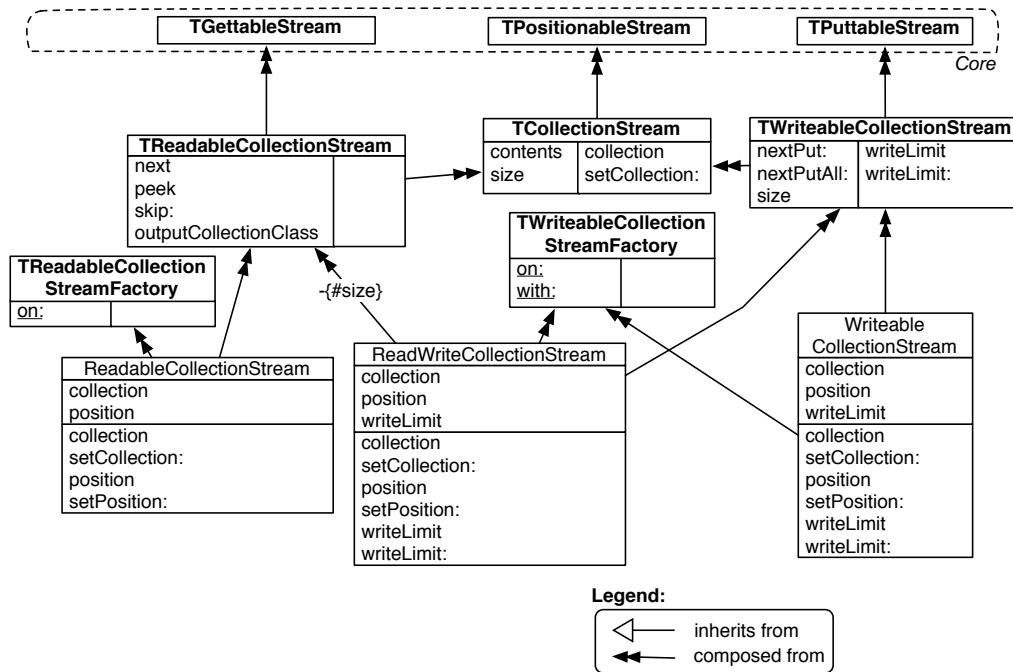 TGettableStream
TPositionableStream
TPuttableStream
Core
TReadableCollectionStream
next
peek
skip:
outputCollectionClass
TCollectionStream
contents
size
collection
setCollection:
TWriteableCollectionStream
nextPut:
nextPutAll:
size
writeLimit
writeLimit:
TWriteableCollection
StreamFactory
on:
with:
TReadableCollection
StreamFactory
on:
-{#size}
ReadableCollectionStream
collection
position
collection
setCollection:
position
setPosition:
ReadWriteCollectionStream
collection
position
writeLimit
collection
setCollection:
position
setPosition:
writeLimit
writeLimit:
Writeable
CollectionStream
collection
position
writeLimit
collection
setCollection:
position
setPosition:
writeLimit
writeLimit:
Legend:
inherits from
composed from